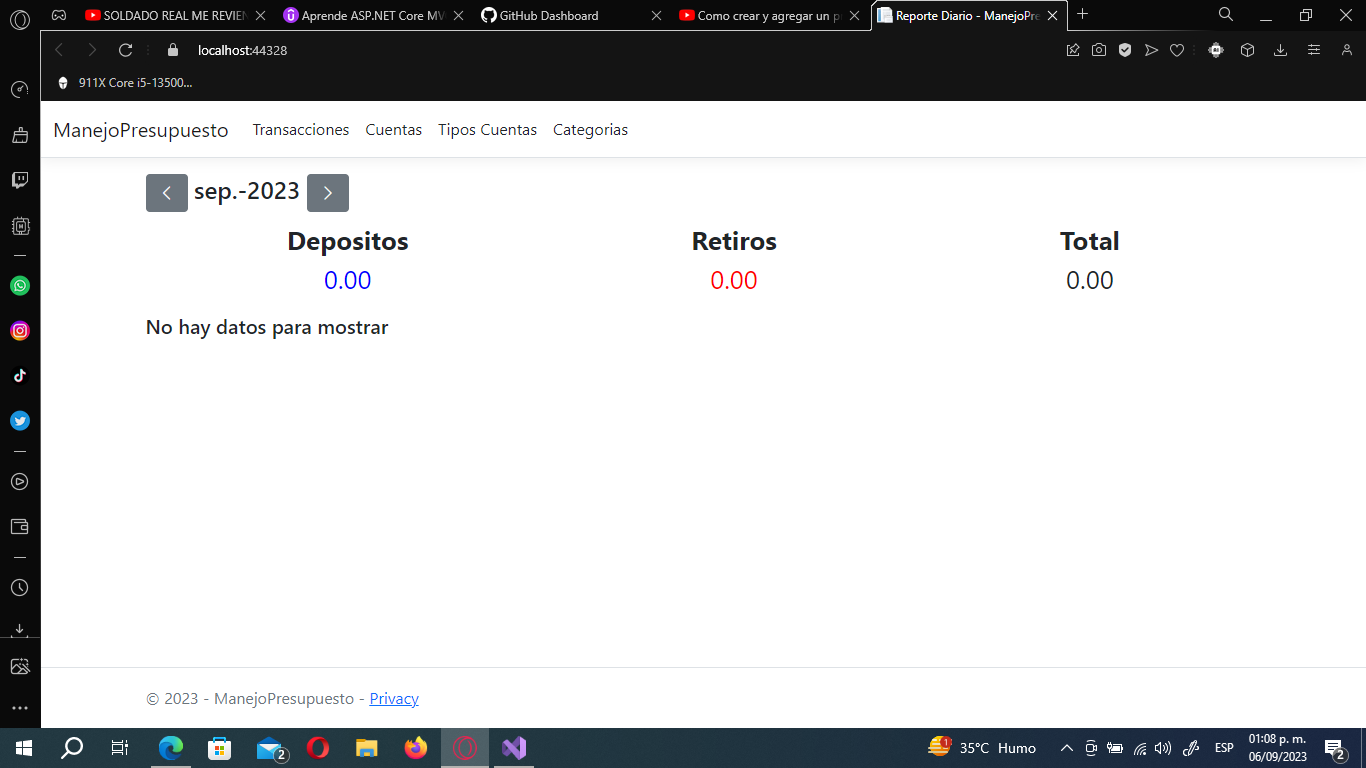 SOLDADO REAL ME REVIEN
Aprende ASP.NET Core MV
GitHub Dashboard
Como crear y agregar un p
Reporte Diario - ManejoPre
localhost:44328
911X Core i5-13500...
ManejoPresupuesto Transacciones Cuentas Tipos Cuentas Categorias
sep.-2023
Depositos Retiros Total
0.00 0.00 0.00
No hay datos para mostrar
© 2023 - ManejoPresupuesto - Privacy
2
1
35°C Humo
ESP
01:08 p. m.
06/09/2023
2